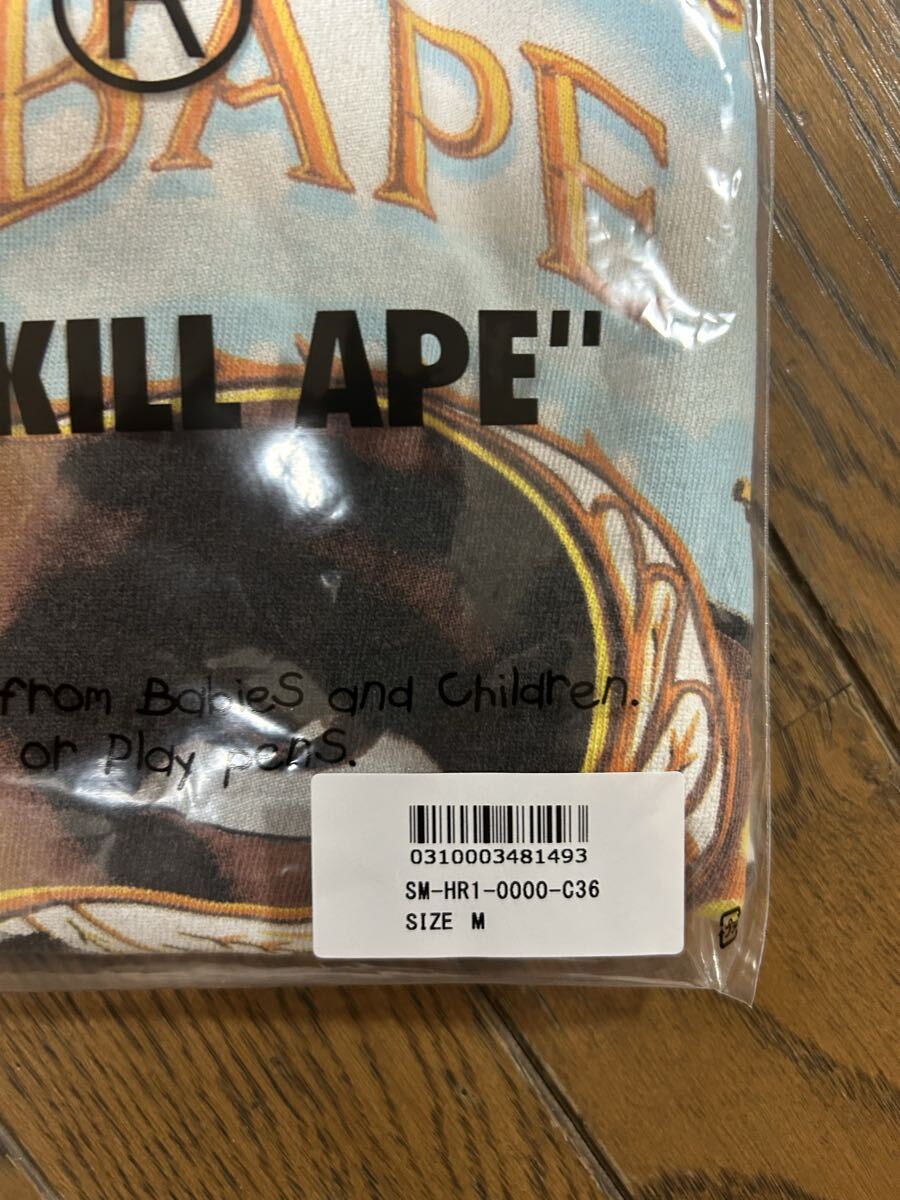 R
BAPE
KILL APE"
from Babies and Children.
or Play pens.
0310003481493
SM-HR1-0000-C36
SIZE M